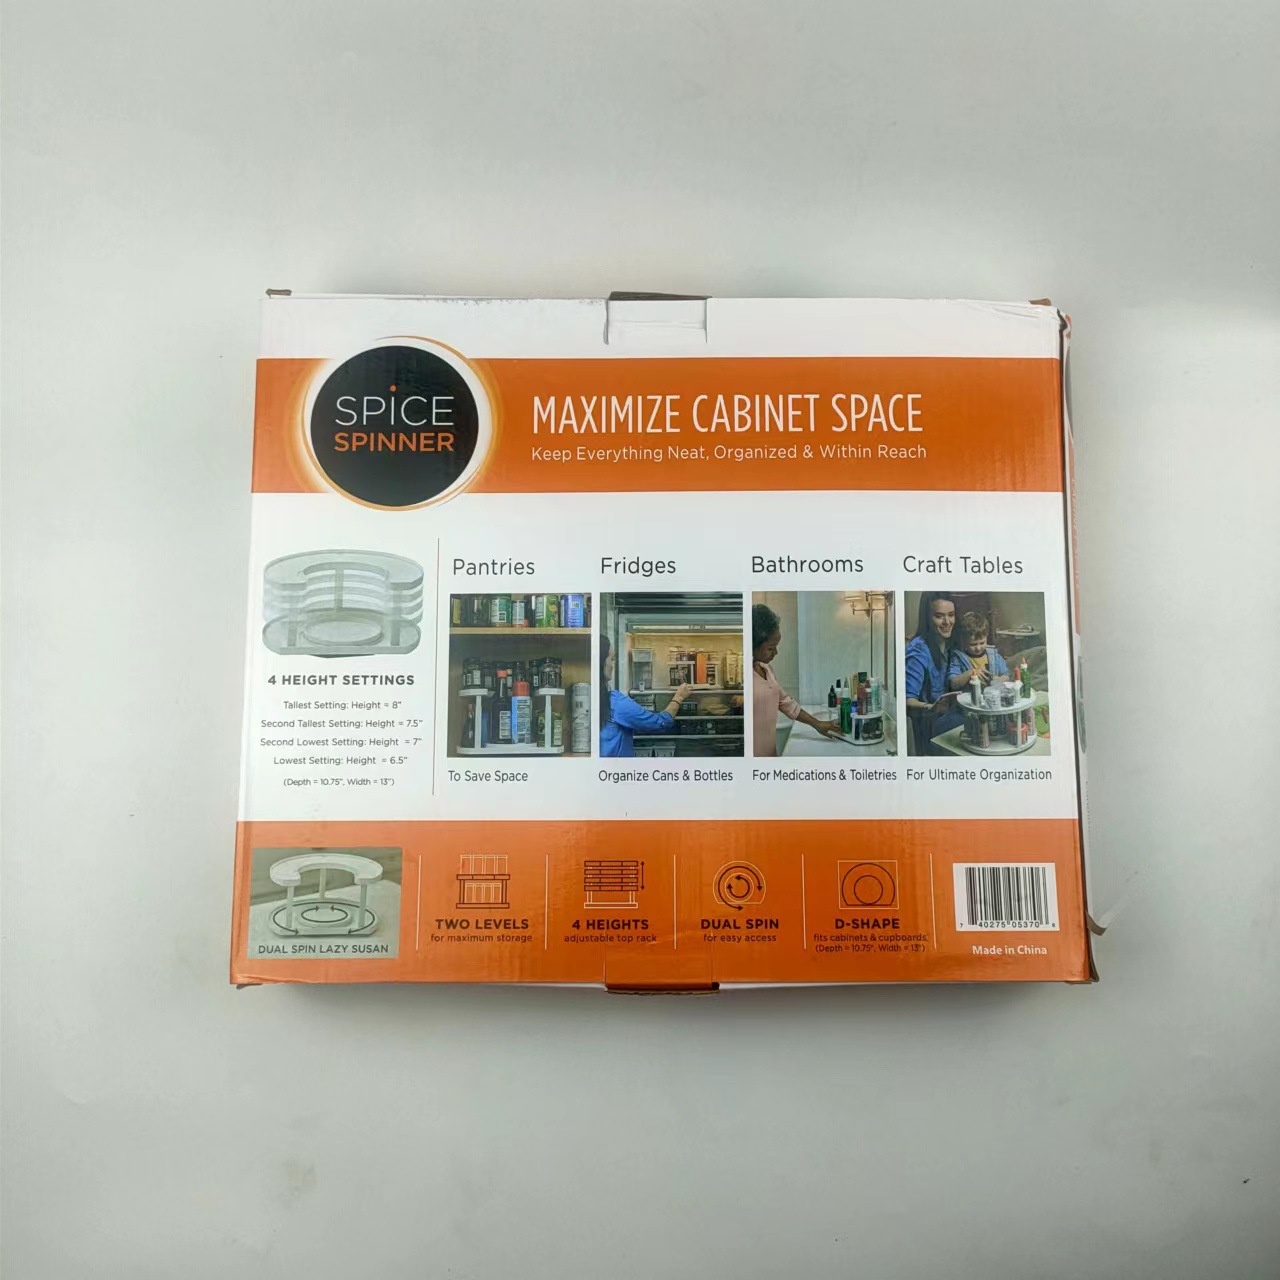 SPICE
SPINNER
MAXIMIZE CABINET SPACE
Keep Everything Neat, Organized & Within Reach
4 HEIGHT SETTINGS
Tallest Setting: Height = 8"
Second Tallest Setting: Height = 7.5"
Second Lowest Setting: Height = 7"
Lowest Setting: Height = 6.5"
(Depth = 10.75", Width = 13")
Pantries
To Save Space
Fridges
Organize Cans & Bottles
Bathrooms
For Medications & Toiletries
Craft Tables
For Ultimate Organization
DUAL SPIN LAZY SUSAN
TWO LEVELS
for maximum storage
4 HEIGHTS
adjustable top rack
DUAL SPIN
for easy access
D-SHAPE
fits cabinets & cupboards
(Depth = 10.75", Width = 13")
7 40275 05370 6
Made in China